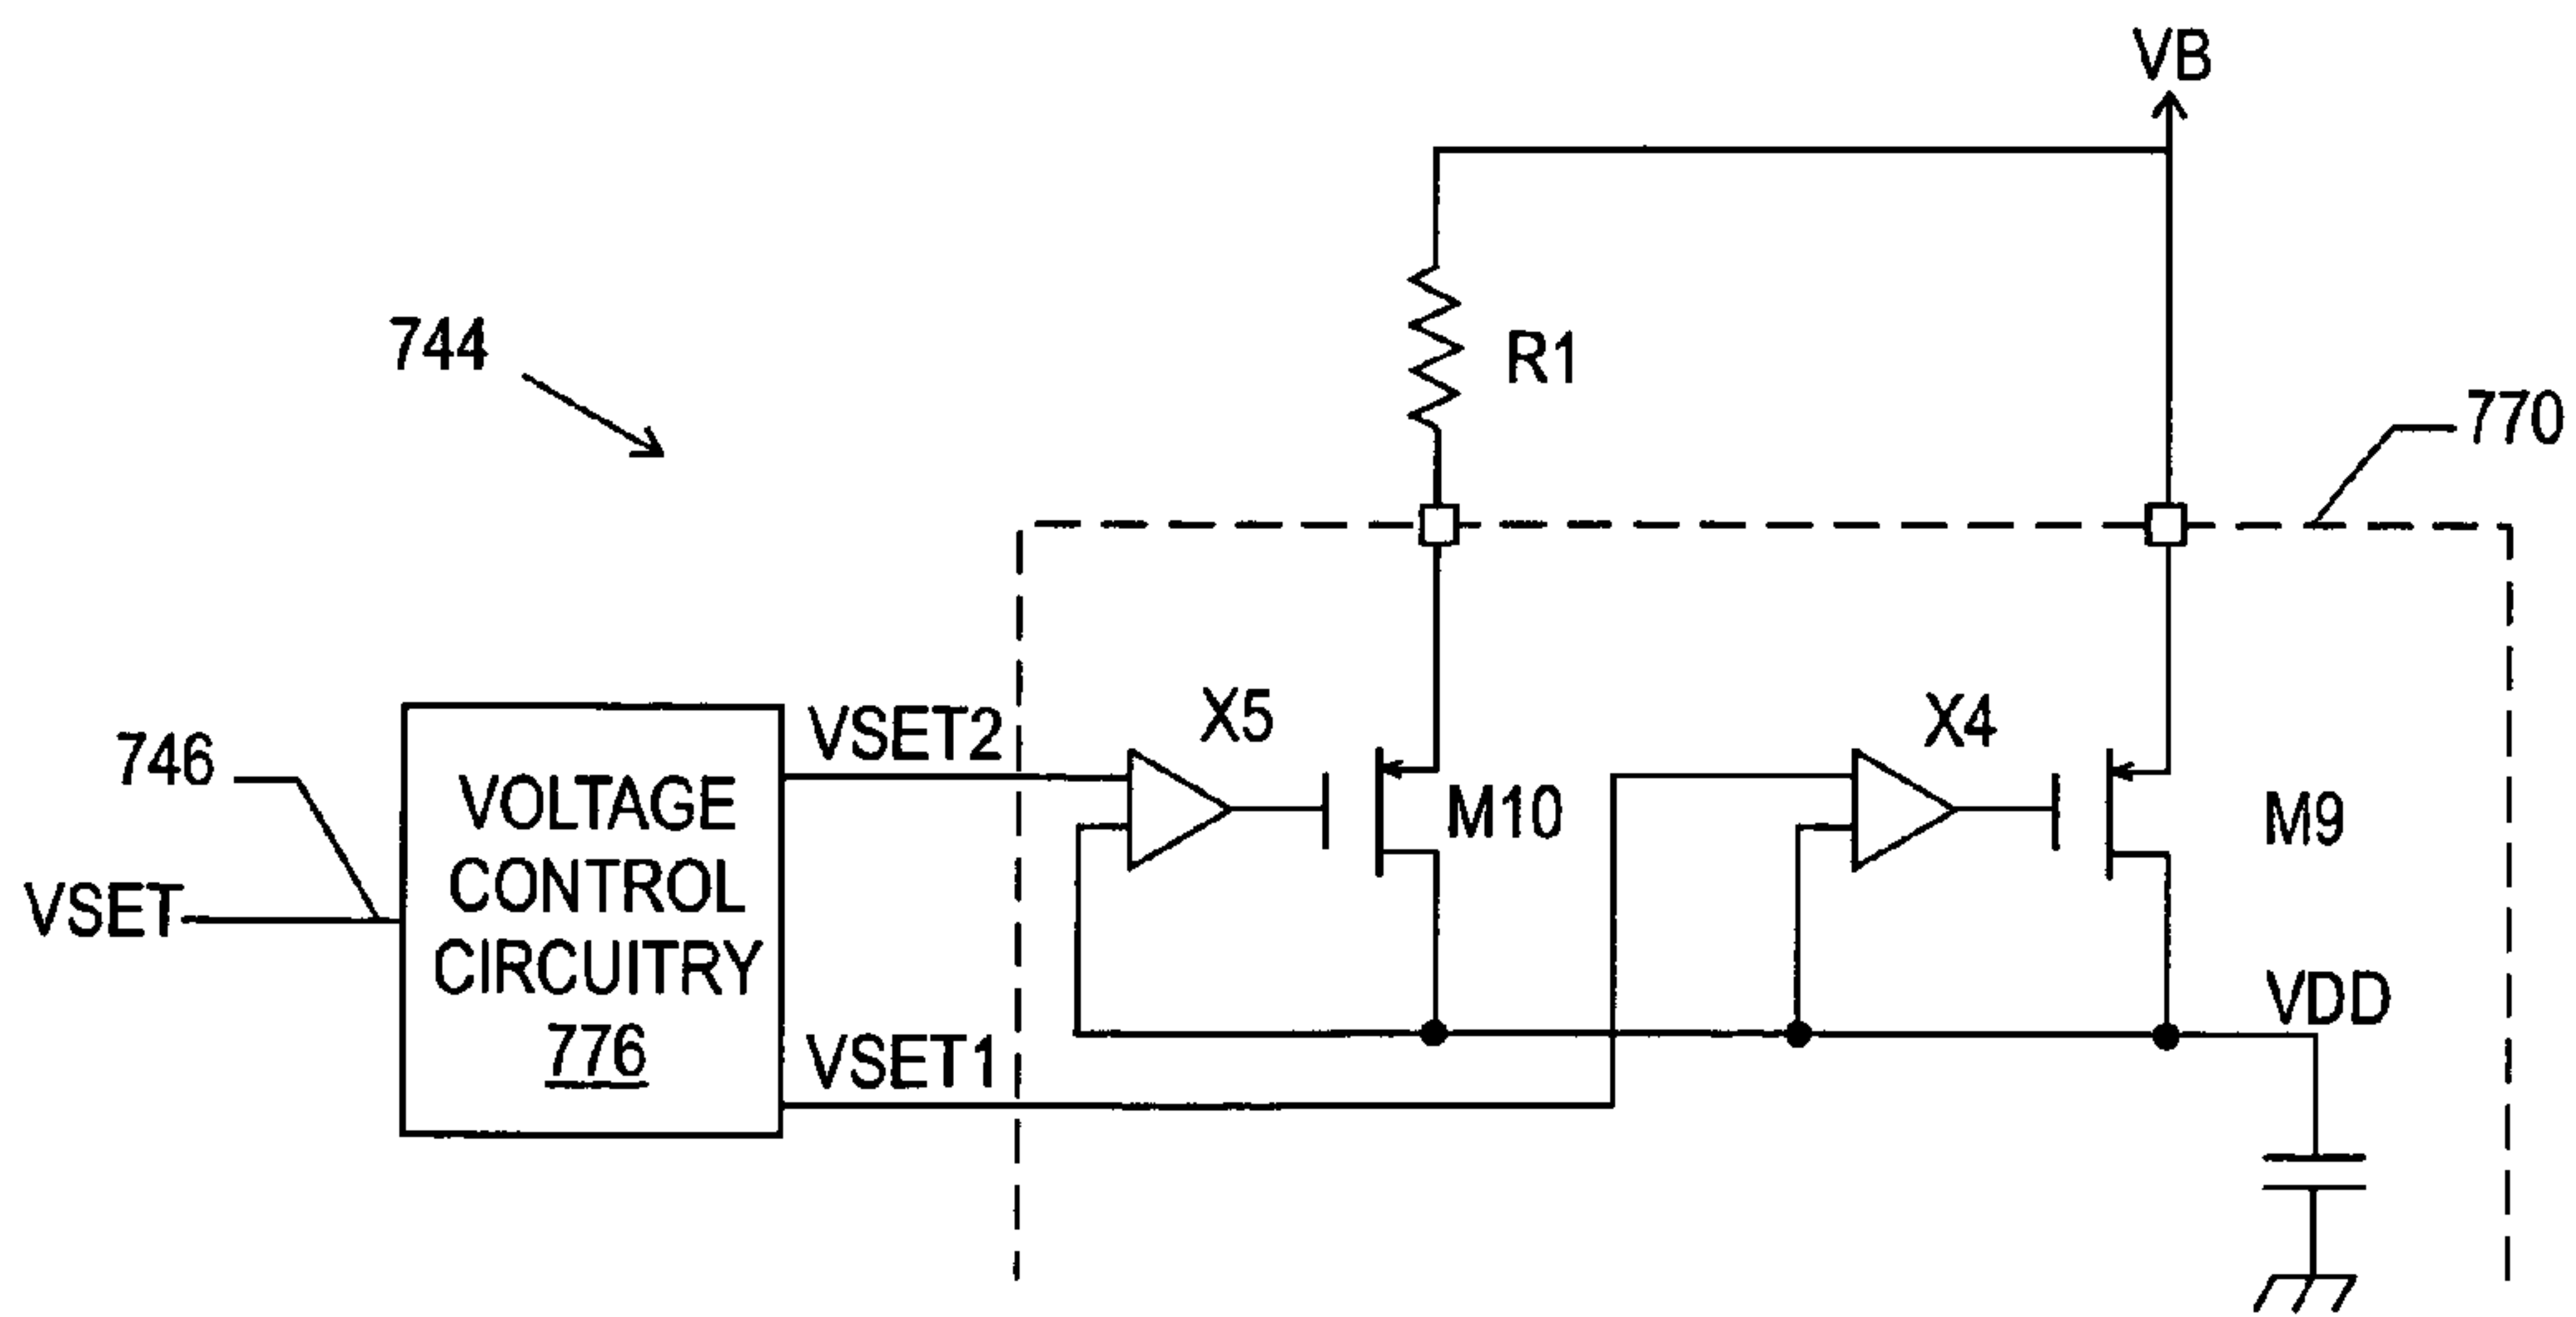 VB
744
R1
770
X5
X4
VSET2
746
M10
M9
VOLTAGE
CONTROL
CIRCUITRY
776
VSET
VDD
VSET1